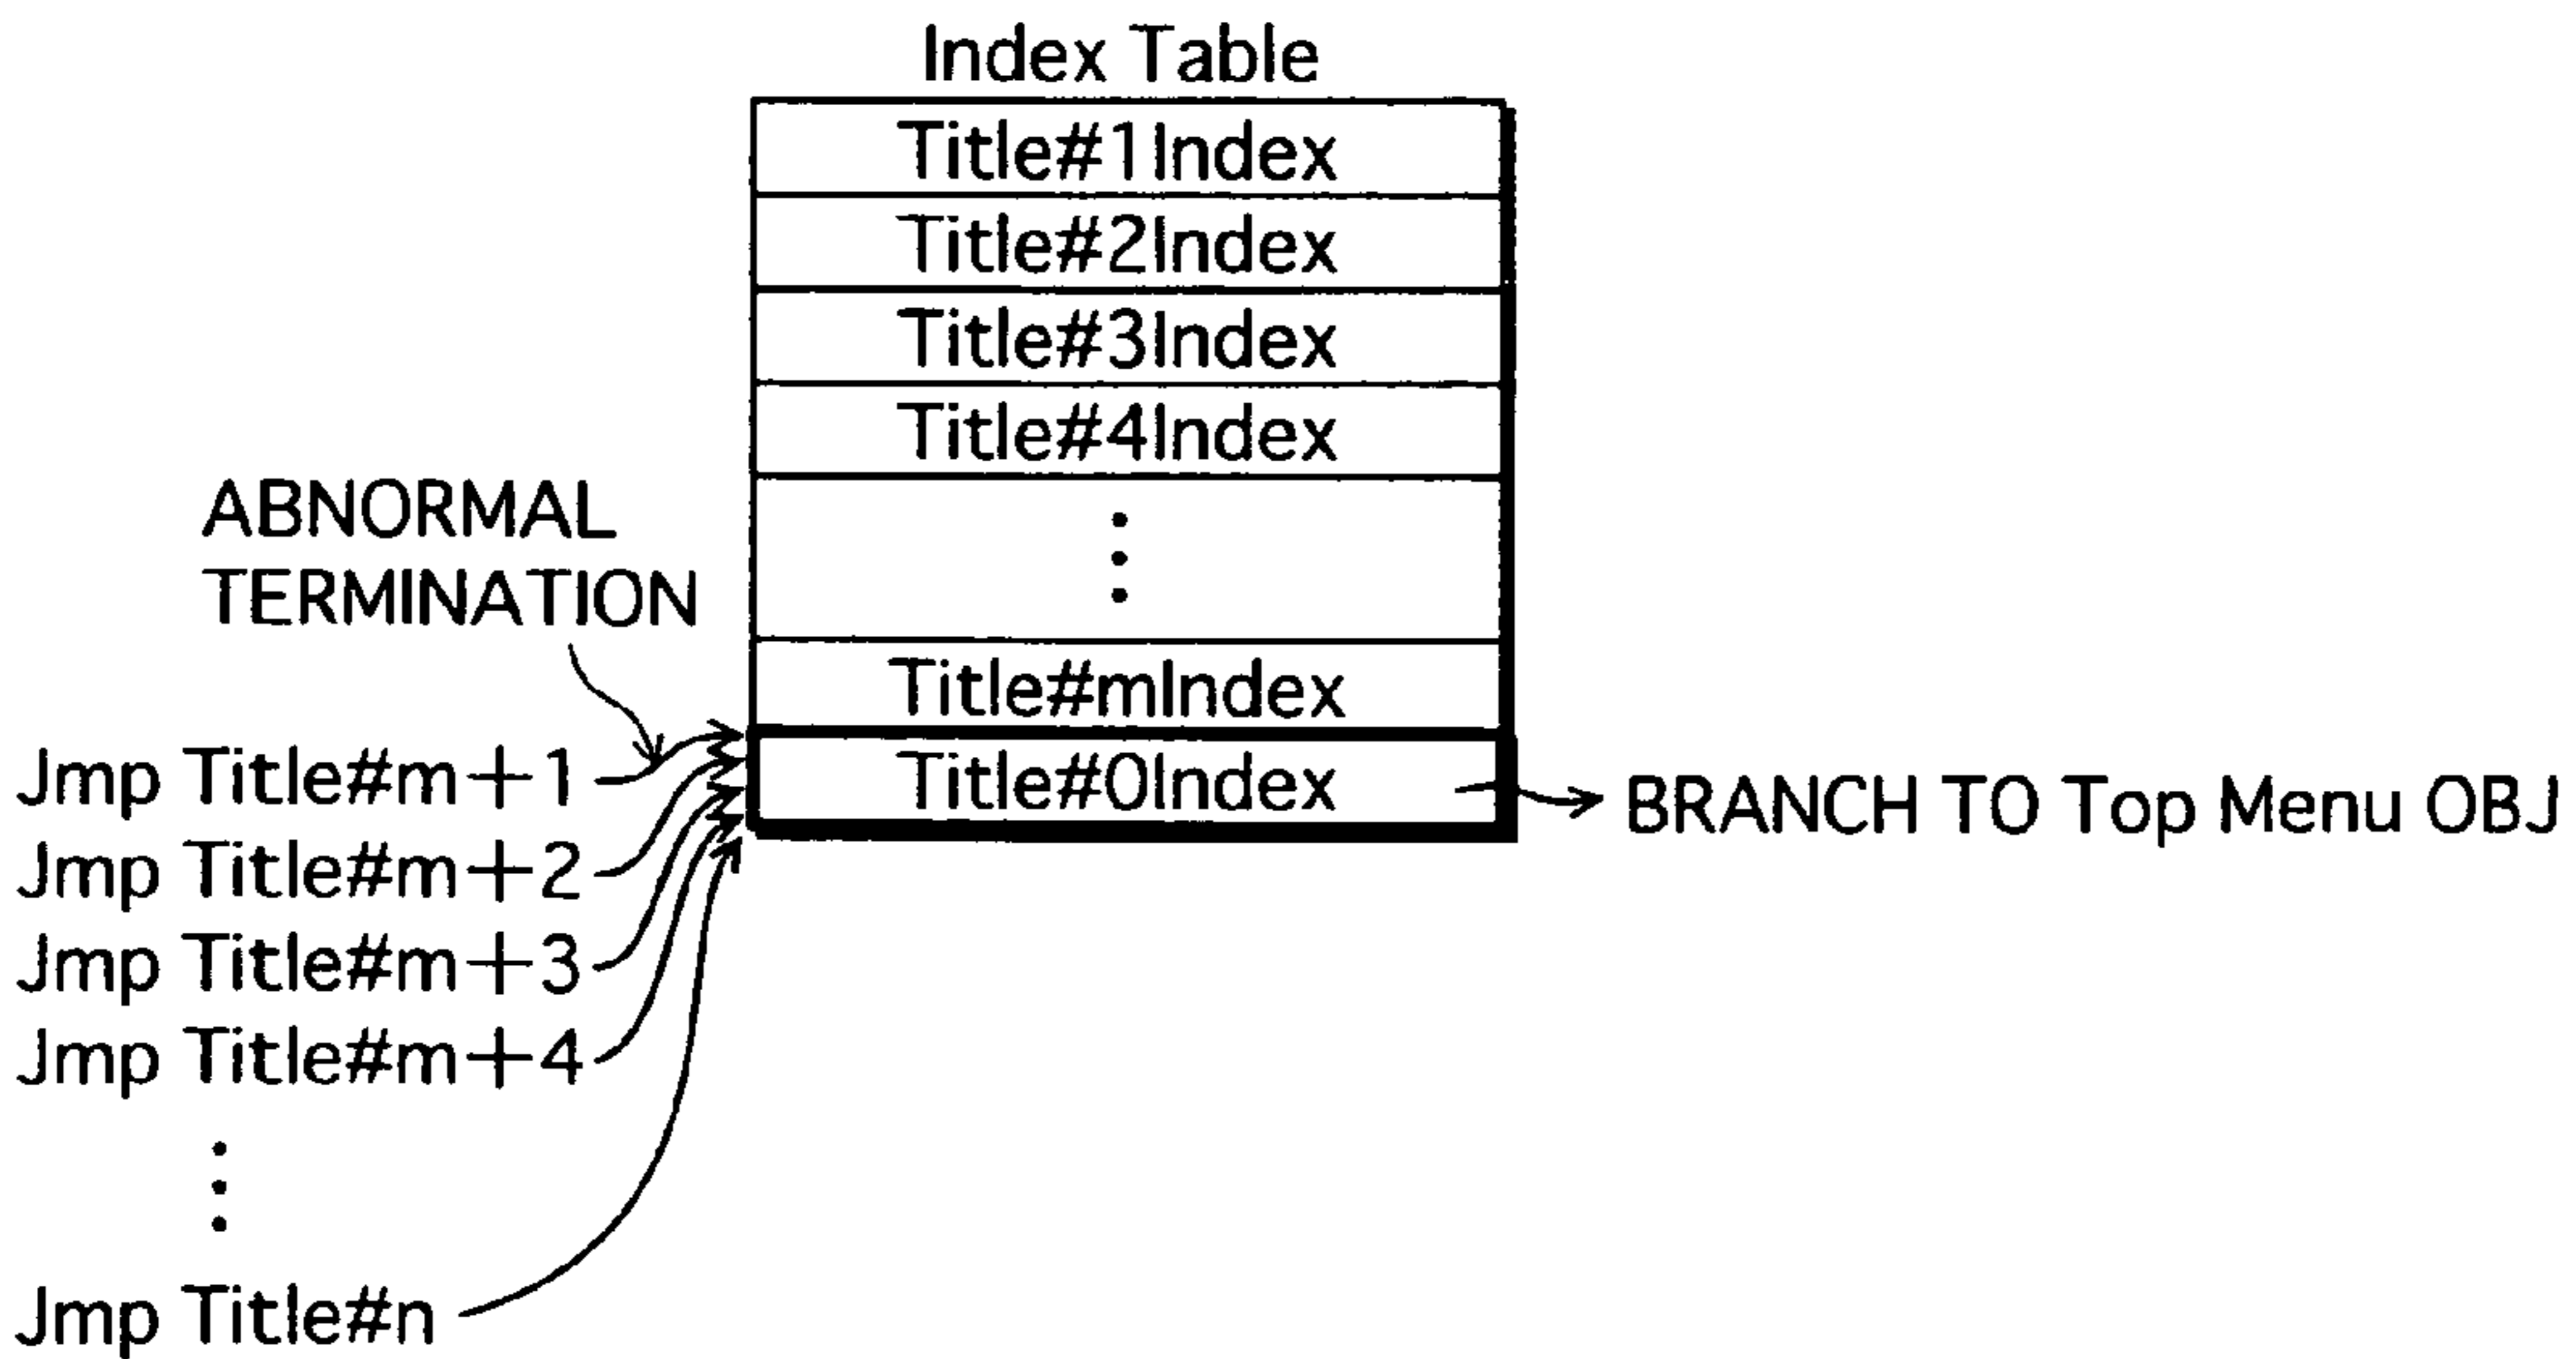 Index Table
Title#1Index
Title#2Index
Title#3Index
Title#4Index
⋮
Title#mIndex
Title#0Index
BRANCH TO Top Menu OBJ
ABNORMAL
TERMINATION
Jmp Title#m+1
Jmp Title#m+2
Jmp Title#m+3
Jmp Title#m+4
⋮
Jmp Title#n